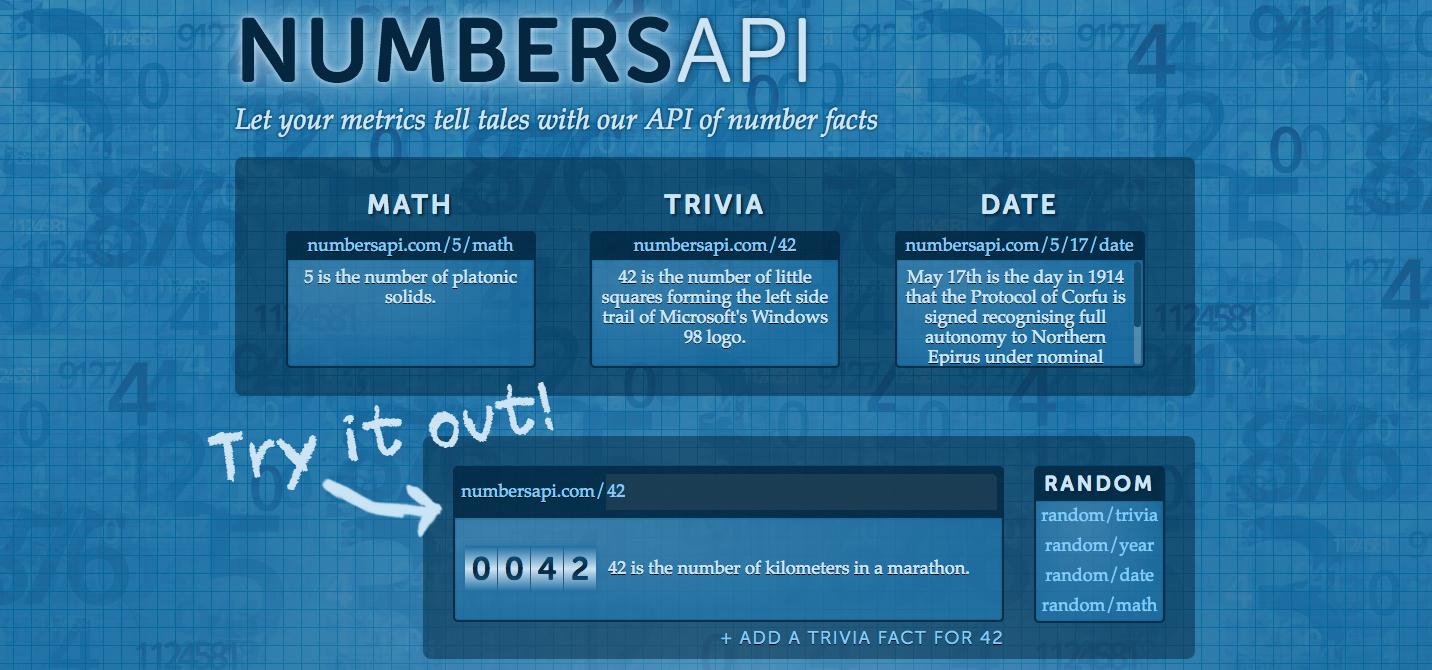 NUMBERSAPI
Let your metrics tell tales with our API of number facts
MATH
numbersapi.com/5/math
5 is the number of platonic
solids.
TRIVIA
numbersapi.com/42
42 is the number of little
squares forming the left side
trail of Microsoft's Windows
98 logo.
DATE
numbersapi.com/5/17/date
May 17th is the day in 1914
that the Protocol of Corfu is
signed recognising full
autonomy to Northern
Epirus under nominal
Try it out!
numbersapi.com/42
0042
42 is the number of kilometers in a marathon.
+ ADD A TRIVIA FACT FOR 42
RANDOM
random/trivia
random/year
random/date
random/math